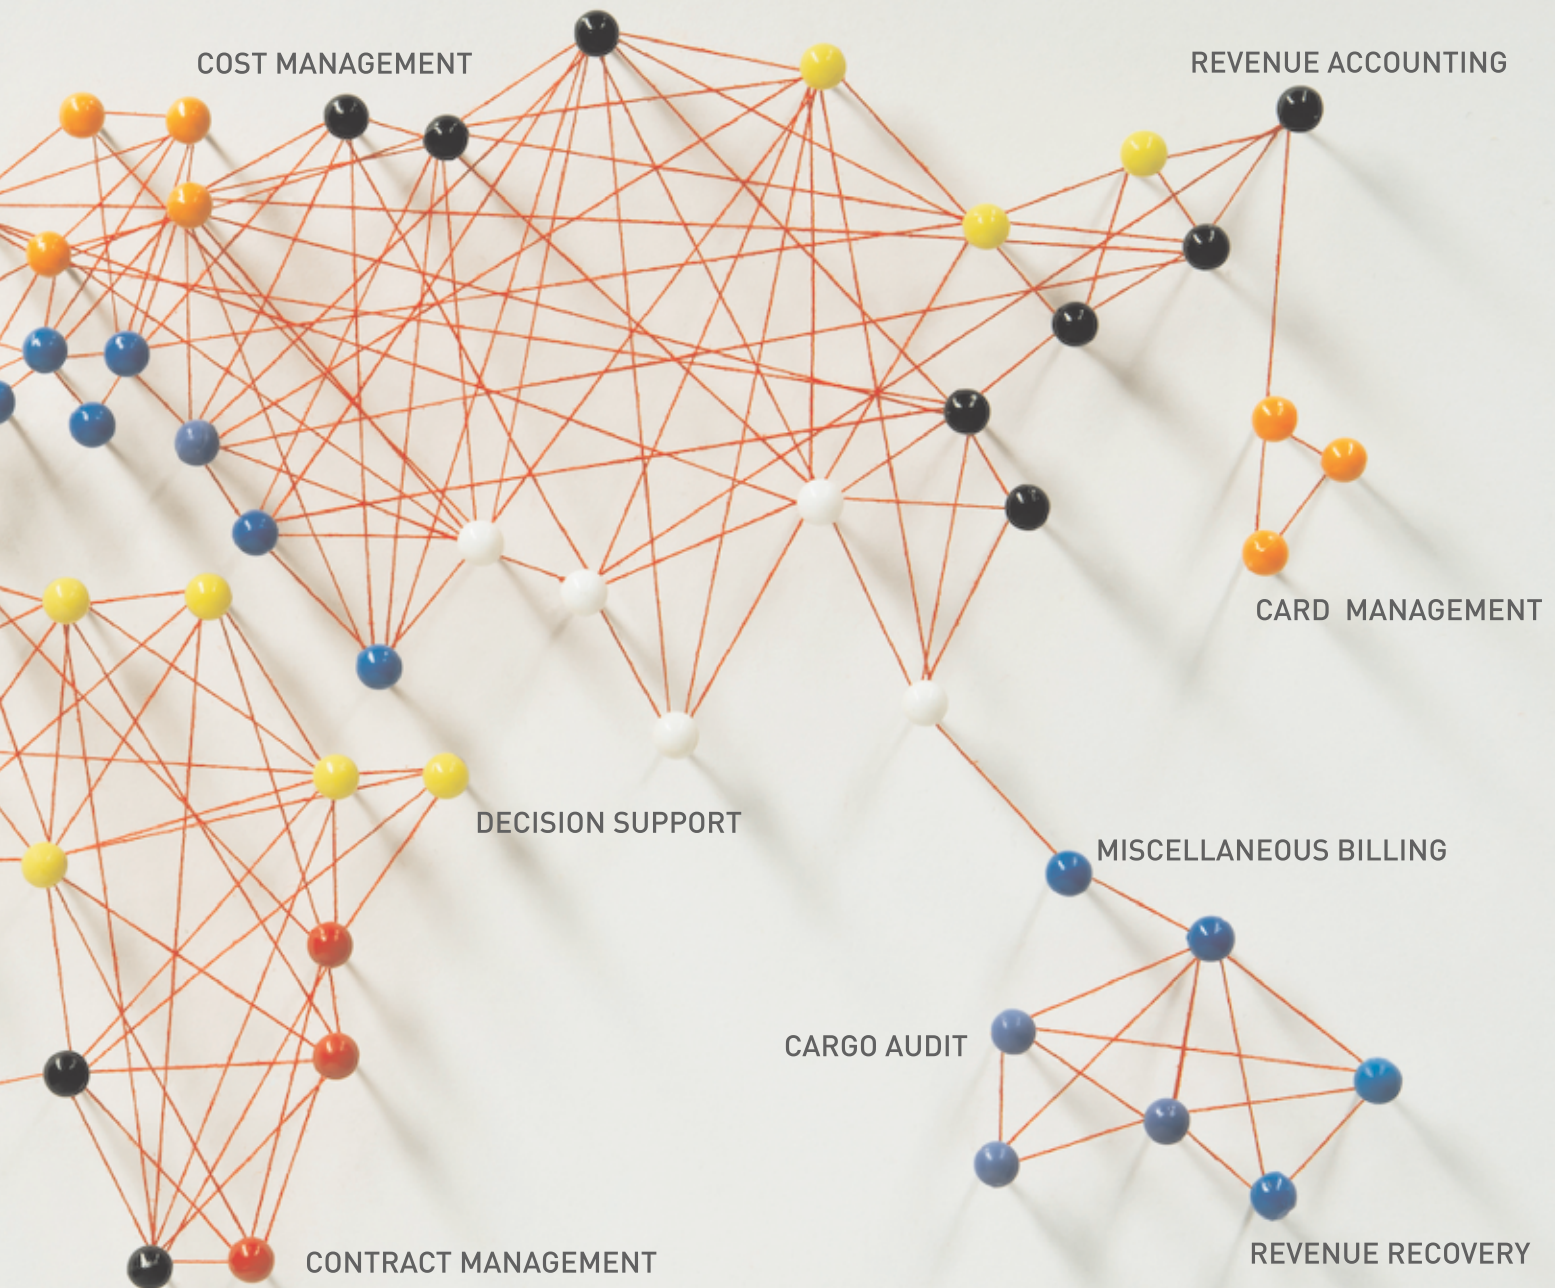 COST MANAGEMENT
REVENUE ACCOUNTING
CARD MANAGEMENT
DECISION SUPPORT
MISCELLANEOUS BILLING
CARGO AUDIT
REVENUE RECOVERY
CONTRACT MANAGEMENT